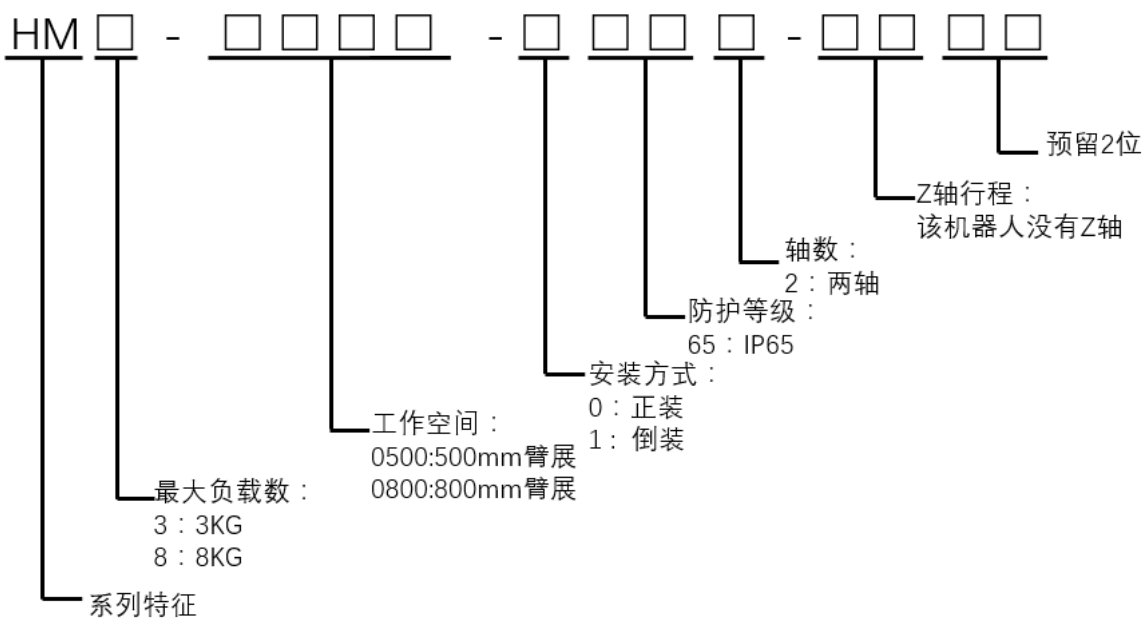 HM□ - □□□□ - □□□□ - □□□□
预留2位
Z轴行程：
该机器人没有Z轴
轴数：
2：两轴
防护等级：
65：IP65
安装方式：
0：正装
1：倒装
工作空间：
0500:500mm臂展
0800:800mm臂展
最大负载数：
3：3KG
8：8KG
系列特征